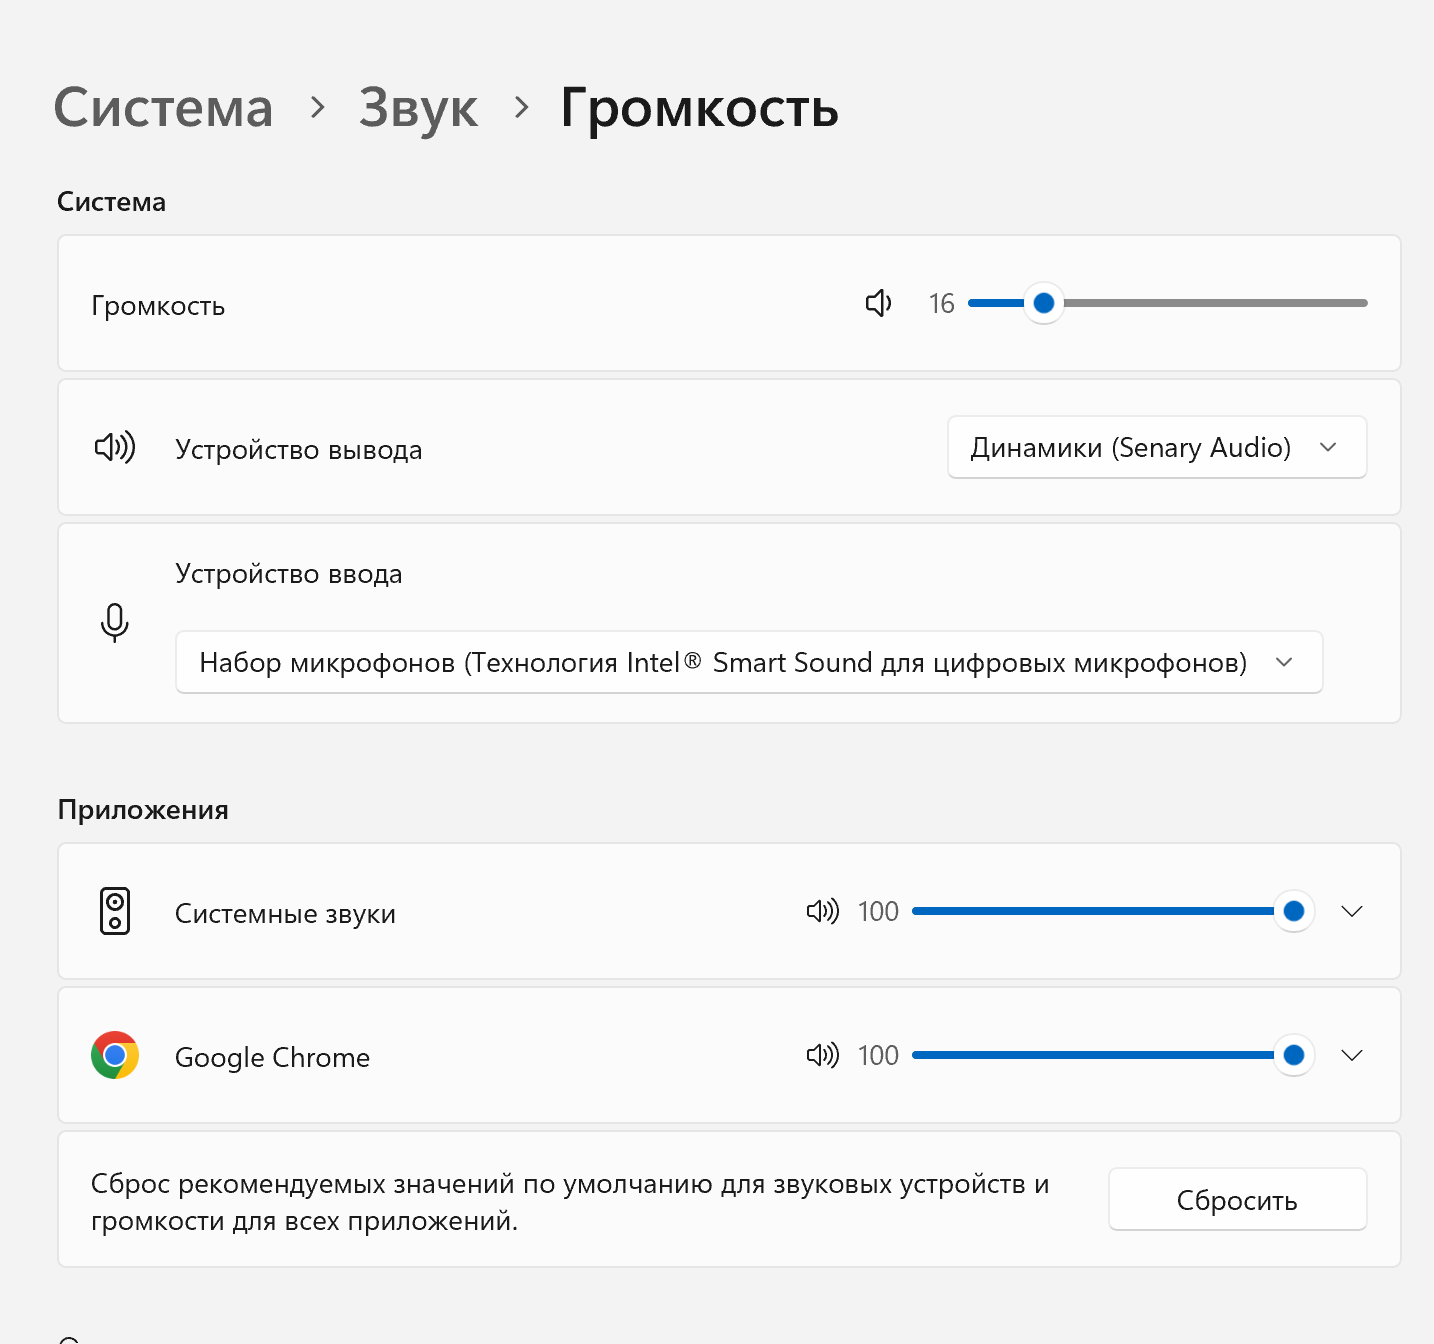 Система > Звук > Громкость
Система
Громкость 16
Устройство вывода Динамики (Senary Audio)
Устройство ввода
Набор микрофонов (Технология Intel® Smart Sound для цифровых микрофонов)
Приложения
Системные звуки 100
Google Chrome 100
Сброс рекомендуемых значений по умолчанию для звуковых устройств и
громкости для всех приложений.
Сбросить